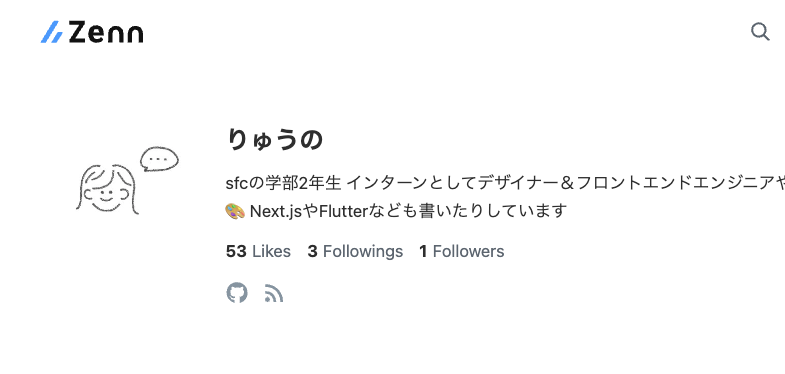 Zenn
りゅうの
sfcの学部2年生 インターンとしてデザイナー＆フロントエンドエンジニアや
🎨 Next.jsやFlutterなども書いたりしています
53 Likes 3 Followings 1 Followers